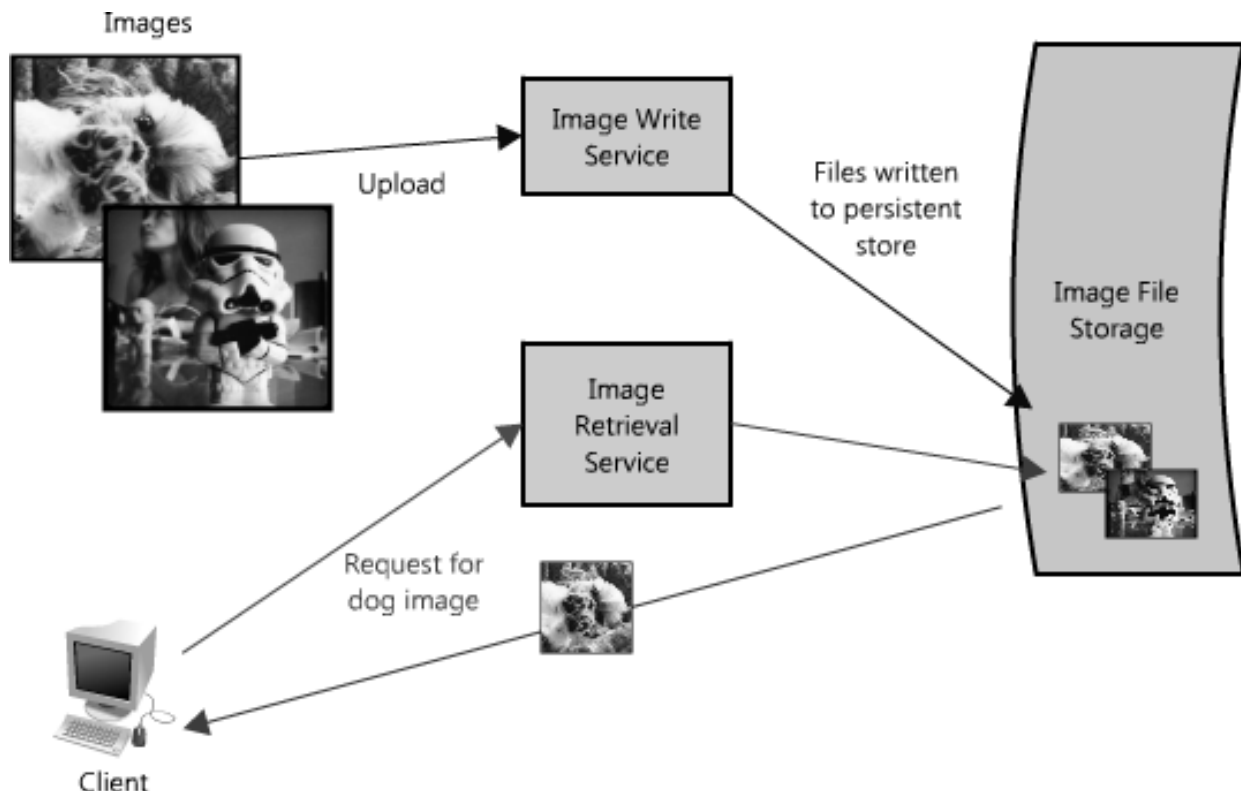 Images
Image Write
Service
Upload
Files written
to persistent
store
Image File
Storage
Image
Retrieval
Service
Request for
dog image
Client